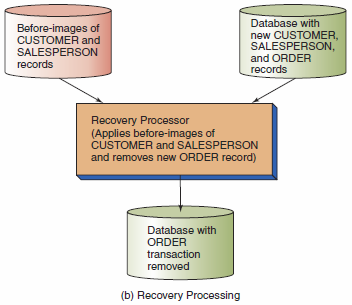 Before-images of
CUSTOMER and
SALESPERSON
records
Database with
new CUSTOMER,
SALESPERSON,
and ORDER
records
Recovery Processor
(Applies before-images of
CUSTOMER and SALESPERSON
and removes new ORDER record)
Database with
ORDER
transaction
removed
(b) Recovery Processing